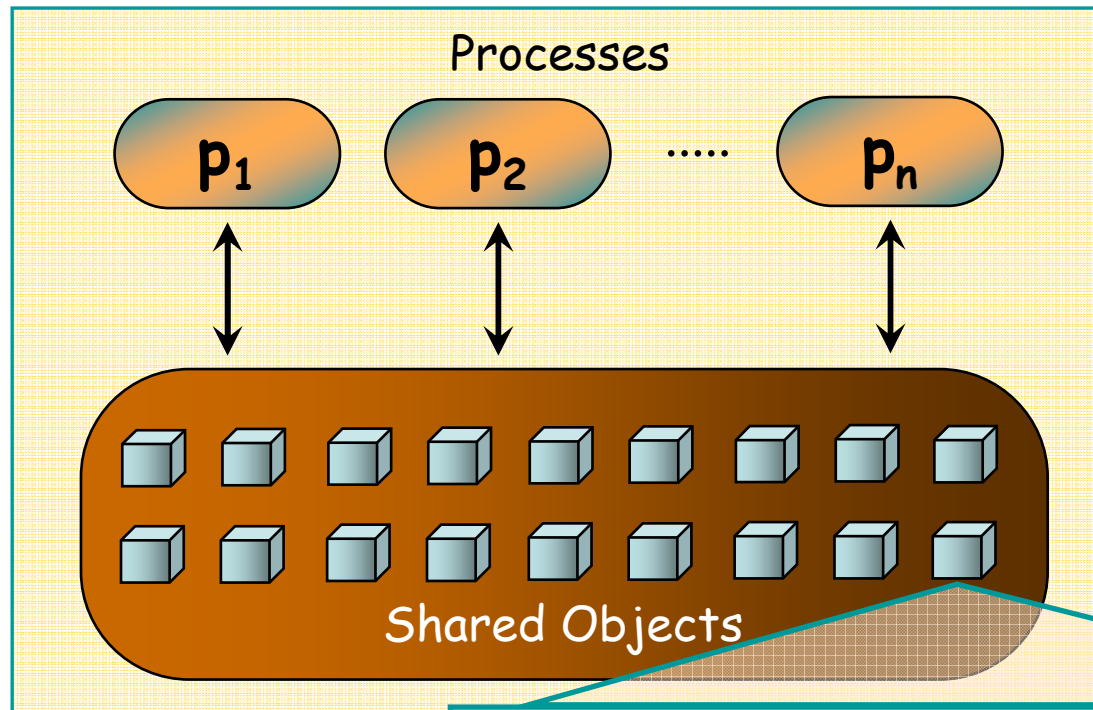 Processes
p₁ p₂ ..... pₙ
Shared Objects